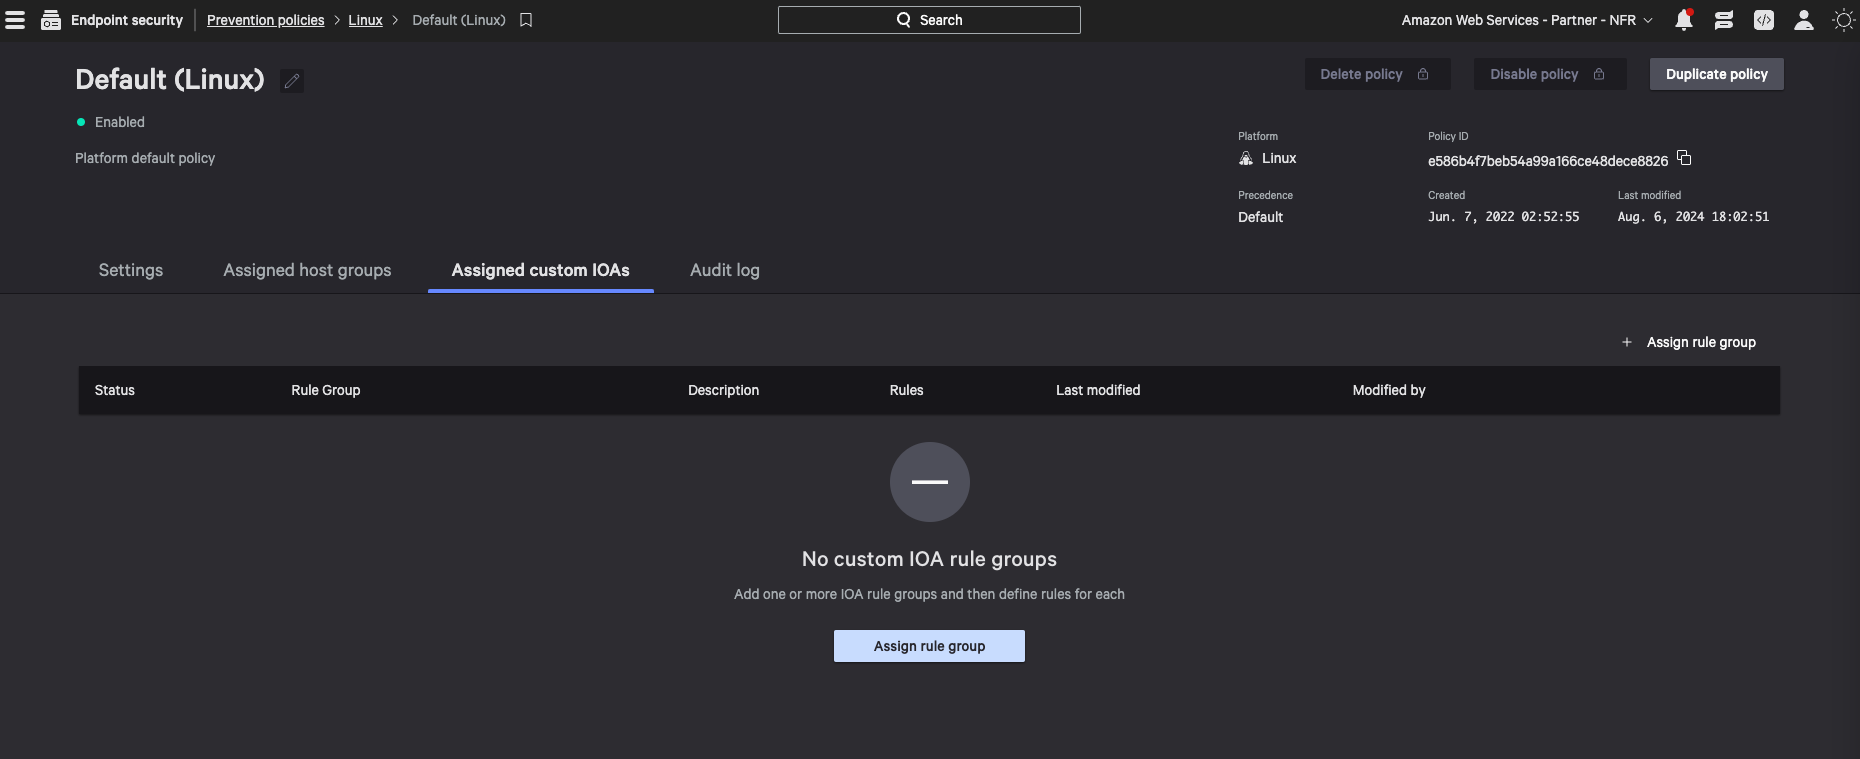 Endpoint security Prevention policies > Linux > Default (Linux) Search Amazon Web Services - Partner - NFR
Default (Linux)
Delete policy Disable policy Duplicate policy
Enabled
Platform default policy
Platform Policy ID
Linux e586b4f7beb54a99a166ce48dece8826
Precedence Created Last modified
Default Jun. 7, 2022 02:52:55 Aug. 6, 2024 18:02:51
Settings Assigned host groups Assigned custom IOAs Audit log
+ Assign rule group
Status Rule Group Description Rules Last modified Modified by
No custom IOA rule groups
Add one or more IOA rule groups and then define rules for each
Assign rule group